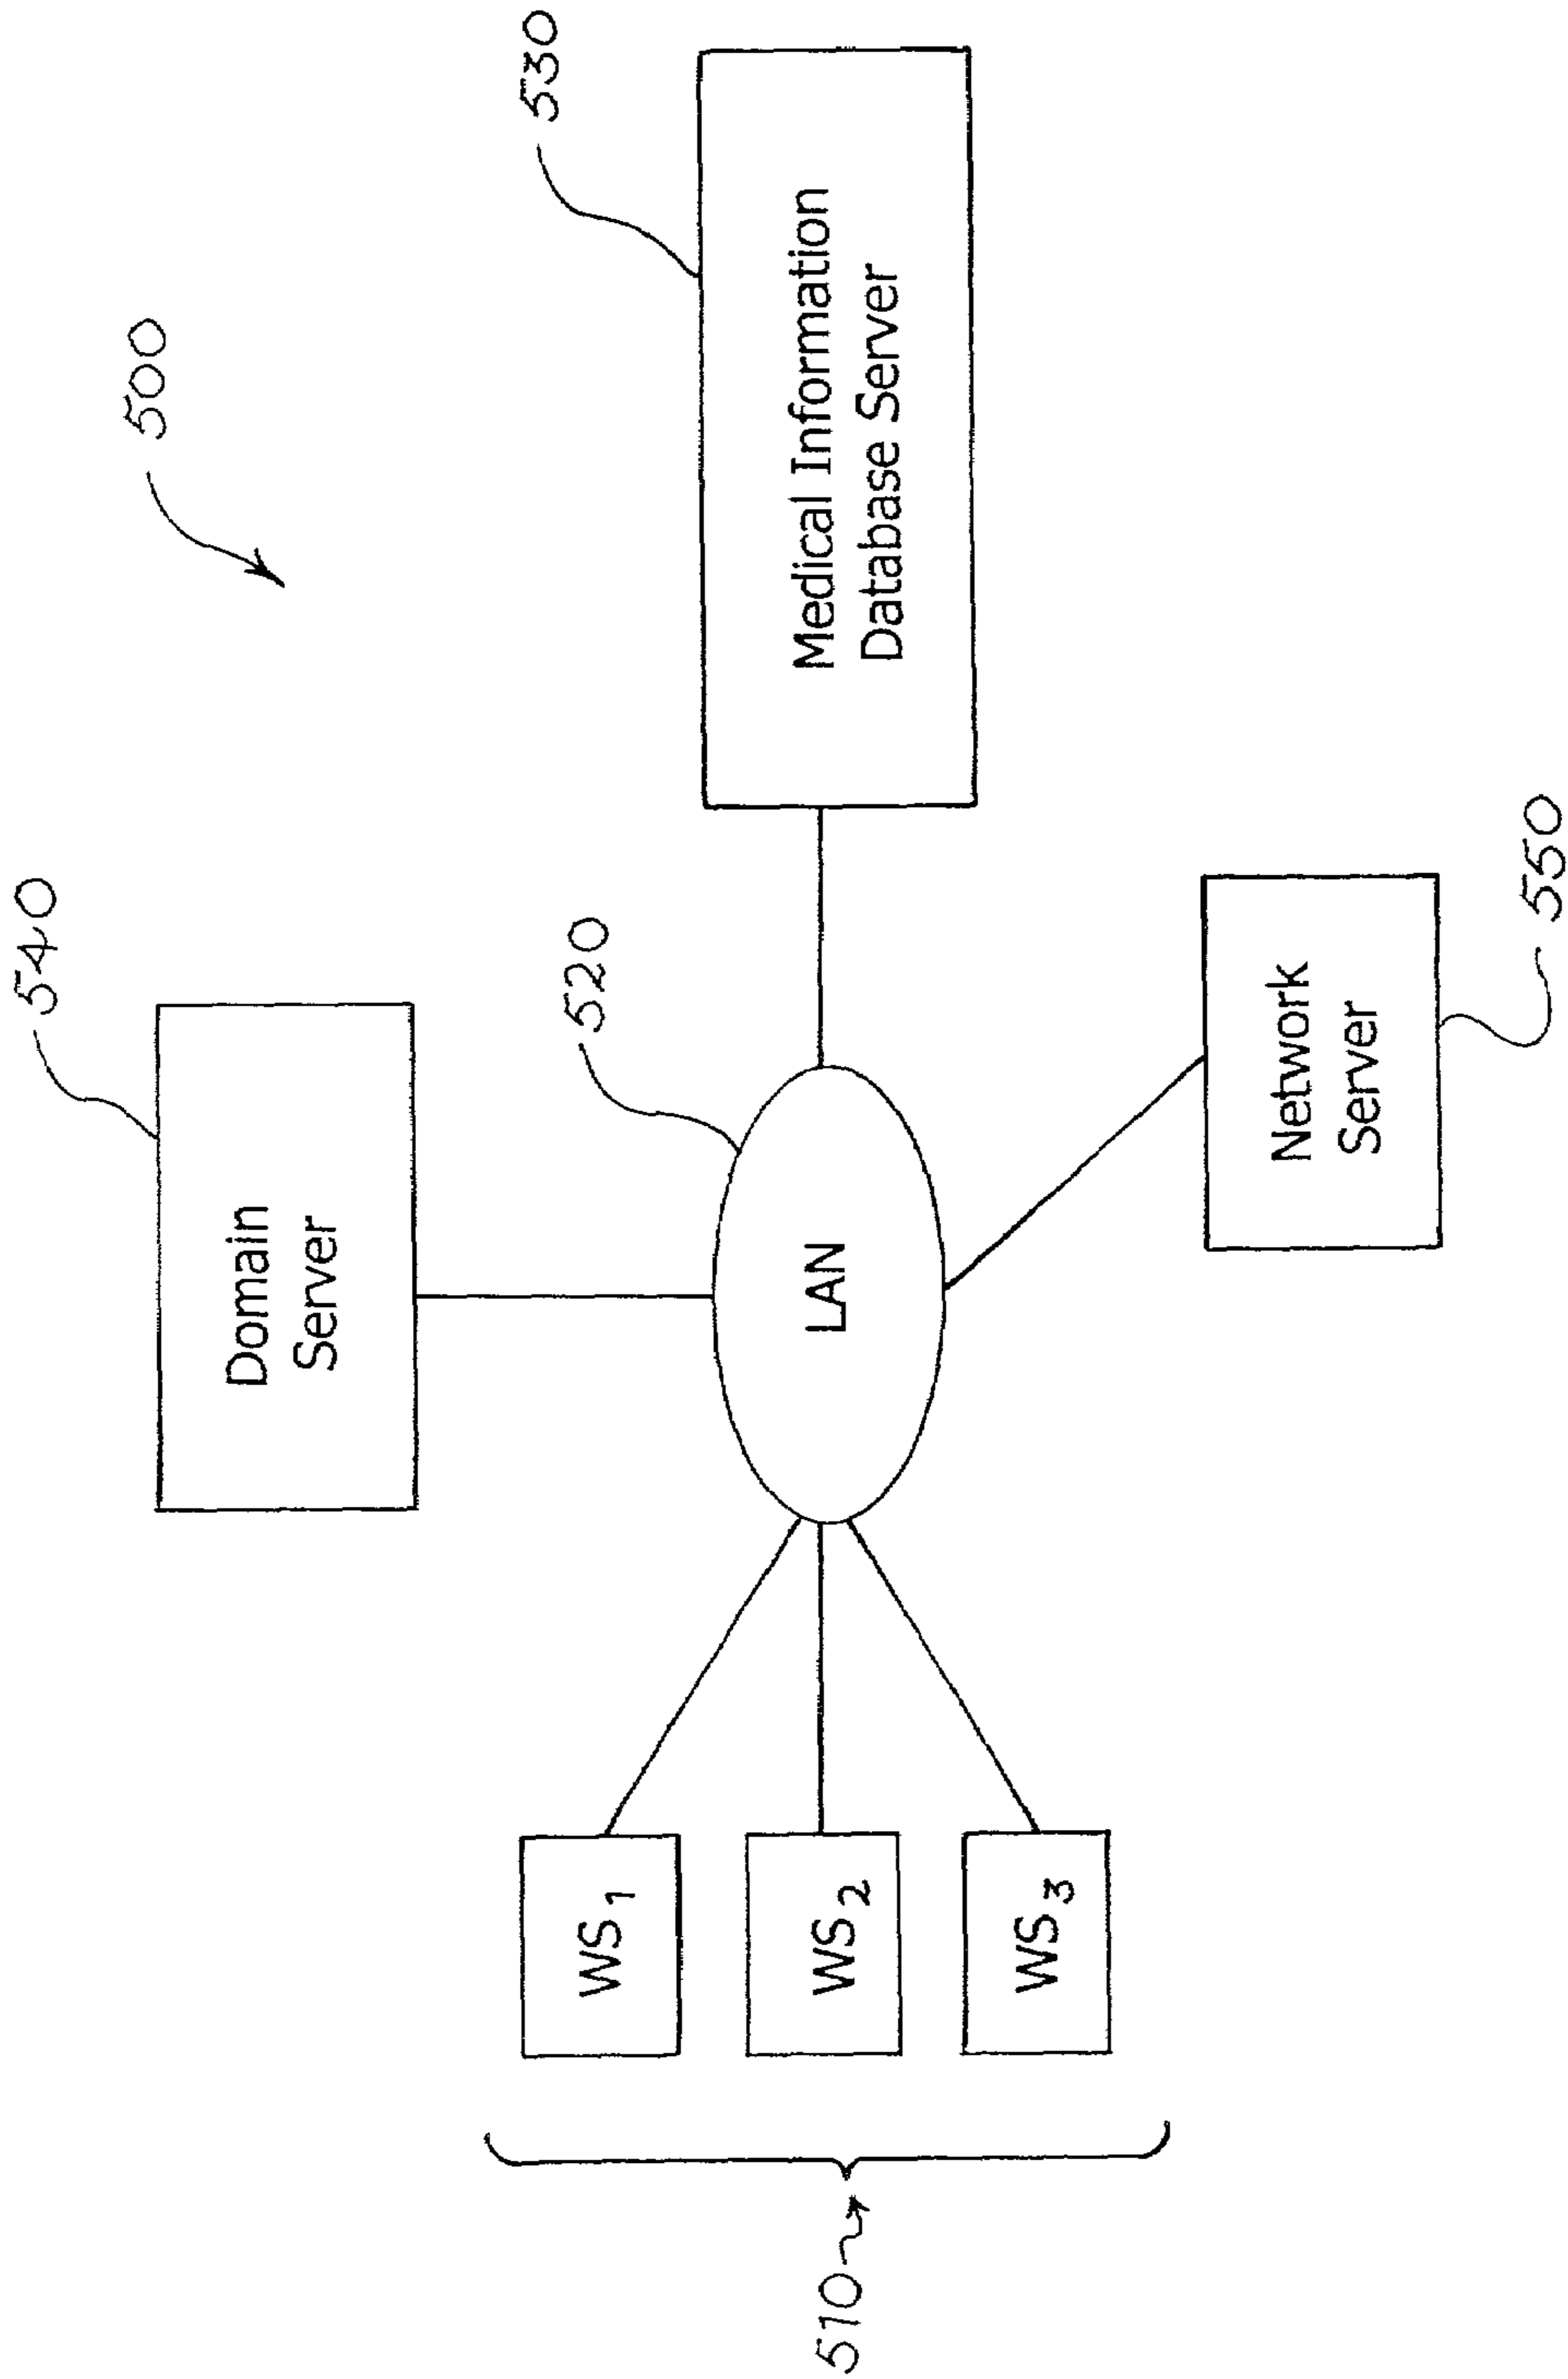 500
540
Domain
Server
520
530
WS1
WS2
WS3
LAN
Medical Information
Database Server
510
Network
Server
550